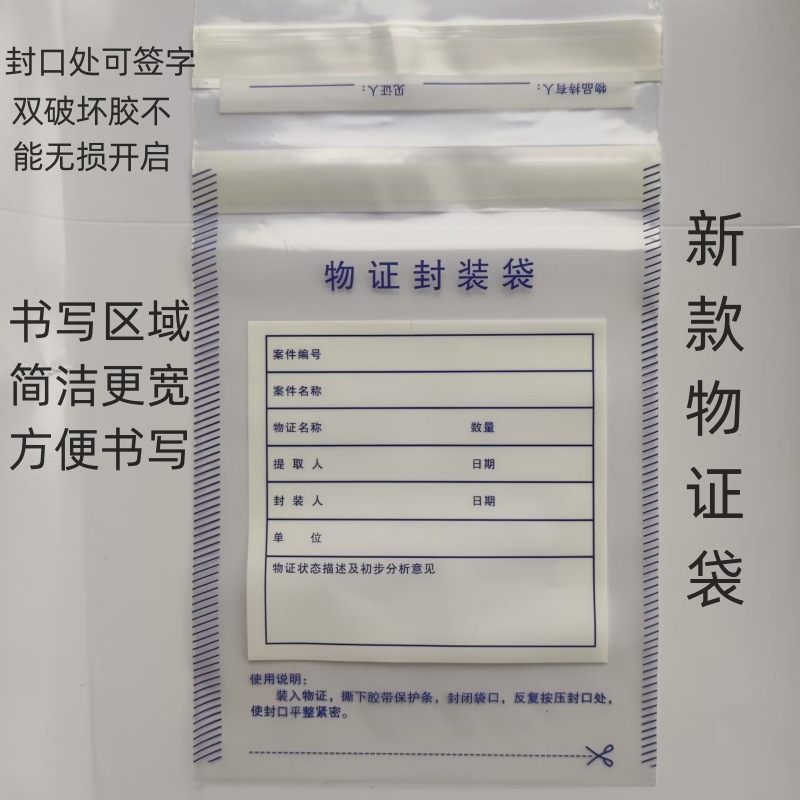 封口处可签字
双破坏胶不
能无损开启
书写区域
简洁更宽
方便书写
新款物证袋
物品持有人： 见证人：
物证封装袋
案件编号
案件名称
物证名称 数量
提取人 日期
封装人 日期
单位
物证状态描述及初步分析意见
使用说明：
装入物证，撕下胶带保护条，封闭袋口，反复按压封口处，
使封口平整紧密。